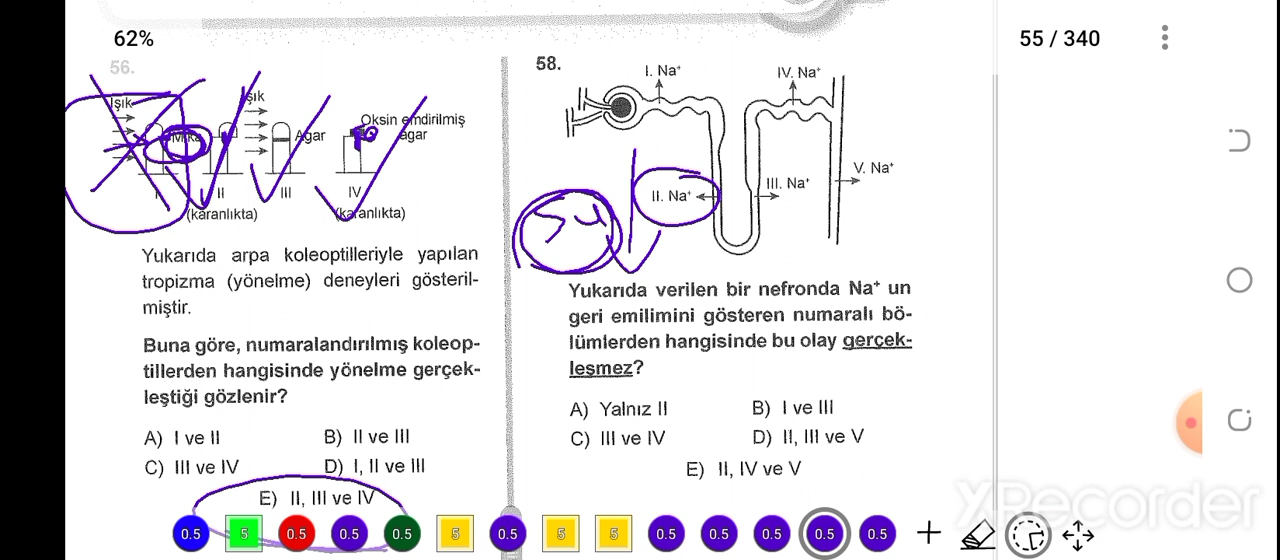 62%
55 / 340
56.
Işık
Işık
Mika
Agar
Oksin emdirilmiş
agar
I
II
III
IV
(karanlıkta)
(karanlıkta)
Yukarıda arpa koleoptilleriyle yapılan
tropizma (yönelme) deneyleri gösteril-
miştir.
Buna göre, numaralandırılmış koleop-
tillerden hangisinde yönelme gerçek-
leştiği gözlenir?
A) I ve II
B) II ve III
C) III ve IV
D) I, II ve III
E) II, III ve IV
58.
I. Na⁺
IV. Na⁺
V. Na⁺
II. Na⁺
III. Na⁺
Yukarıda verilen bir nefronda Na⁺ un
geri emilimini gösteren numaralı bö-
lümlerden hangisinde bu olay gerçek-
leşmez?
A) Yalnız II
B) I ve III
C) III ve IV
D) II, III ve V
E) II, IV ve V
0.5 5 0.5 0.5 0.5 5 0.5 5 5 0.5 0.5 0.5 0.5 0.5
XRecorder